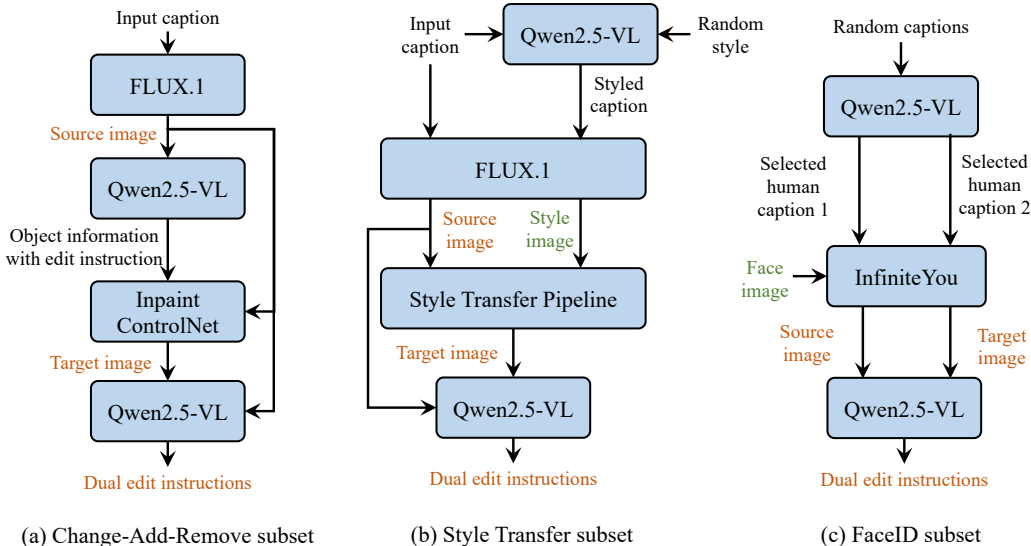 Input caption
FLUX.1
Source image
Qwen2.5-VL
Object information
with edit instruction
Inpaint
ControlNet
Target image
Qwen2.5-VL
Dual edit instructions
(a) Change-Add-Remove subset
Input
caption
Qwen2.5-VL
Random
style
Styled
caption
FLUX.1
Source
image
Style
image
Style Transfer Pipeline
Target image
Qwen2.5-VL
Dual edit instructions
(b) Style Transfer subset
Random captions
Qwen2.5-VL
Selected
human
caption 1
Selected
human
caption 2
Face
image
InfiniteYou
Source
image
Target
image
Qwen2.5-VL
Dual edit instructions
(c) FaceID subset